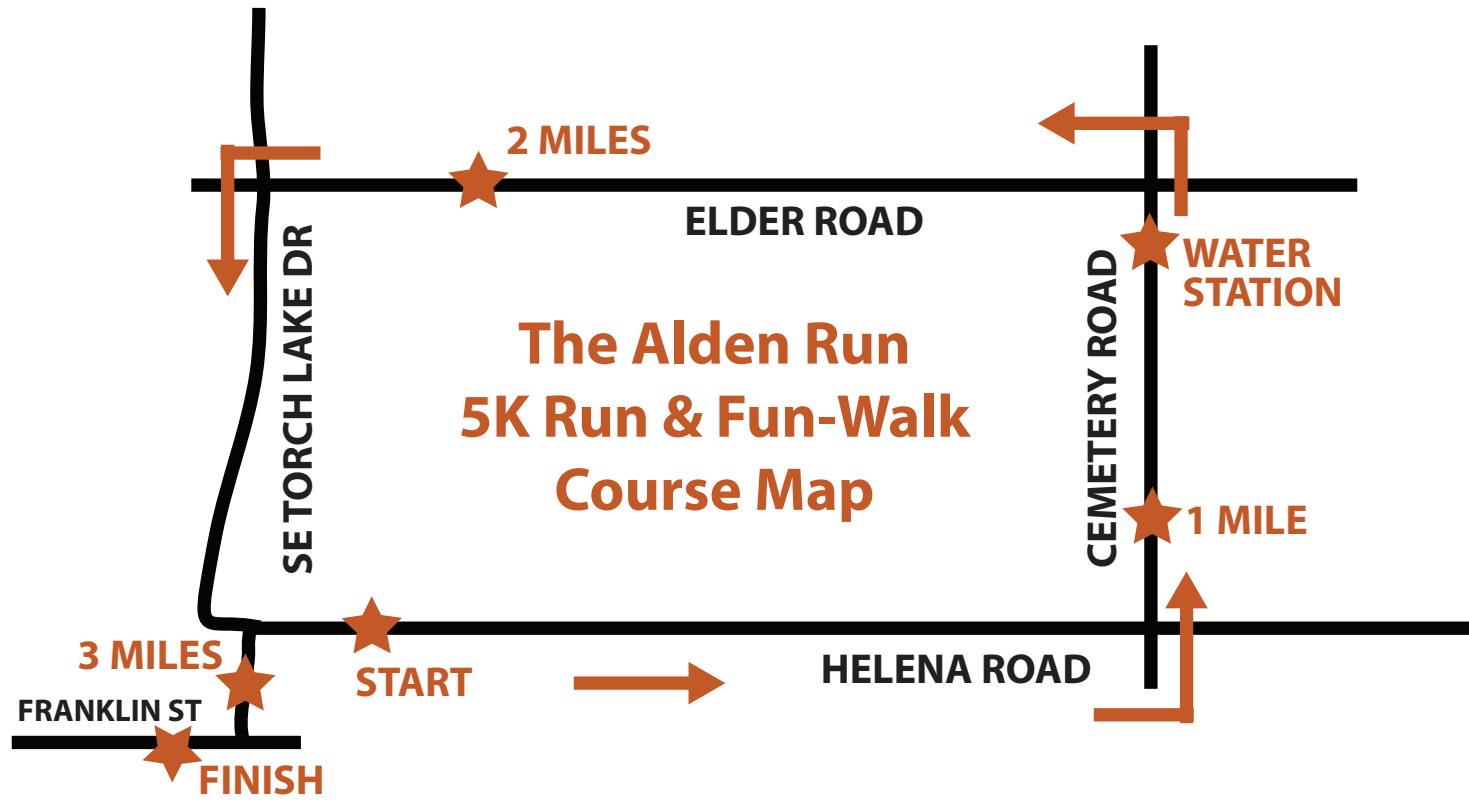 2 MILES
ELDER ROAD
WATER
STATION
SE TORCH LAKE DR
CEMETERY ROAD
The Alden Run
5K Run & Fun-Walk
Course Map
1 MILE
3 MILES
START
HELENA ROAD
FRANKLIN ST
FINISH